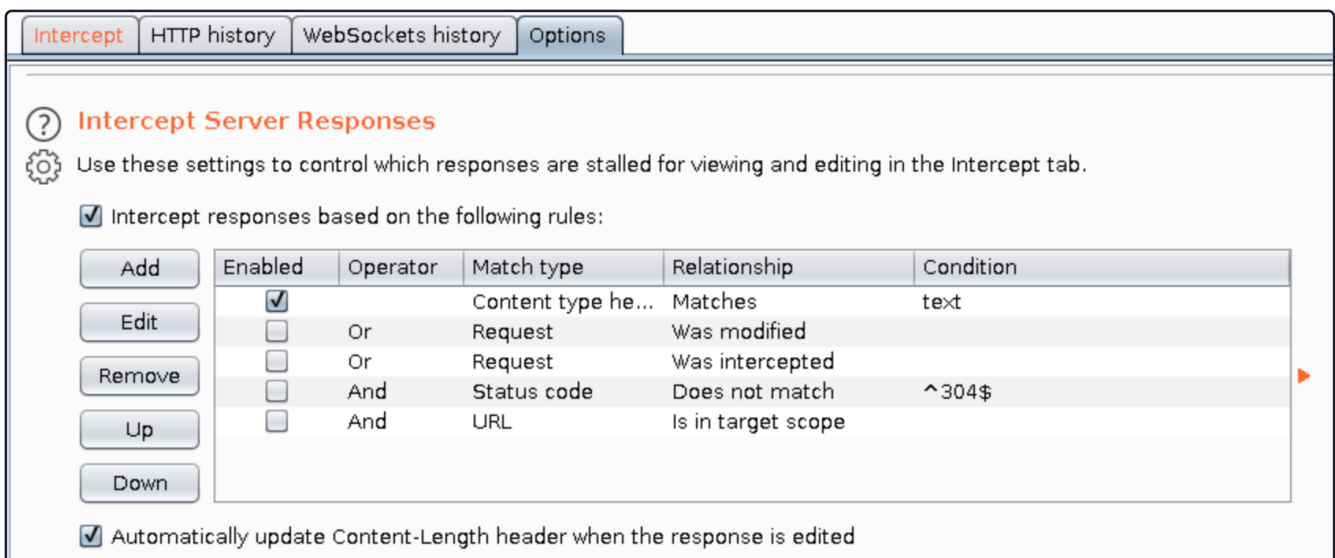 Intercept HTTP history WebSockets history Options
Intercept Server Responses
Use these settings to control which responses are stalled for viewing and editing in the Intercept tab.
Intercept responses based on the following rules:
Add
Edit
Remove
Up
Down
Enabled Operator Match type Relationship Condition
Content type he... Matches text
Or Request Was modified
Or Request Was intercepted
And Status code Does not match ^304$
And URL Is in target scope
Automatically update Content-Length header when the response is edited